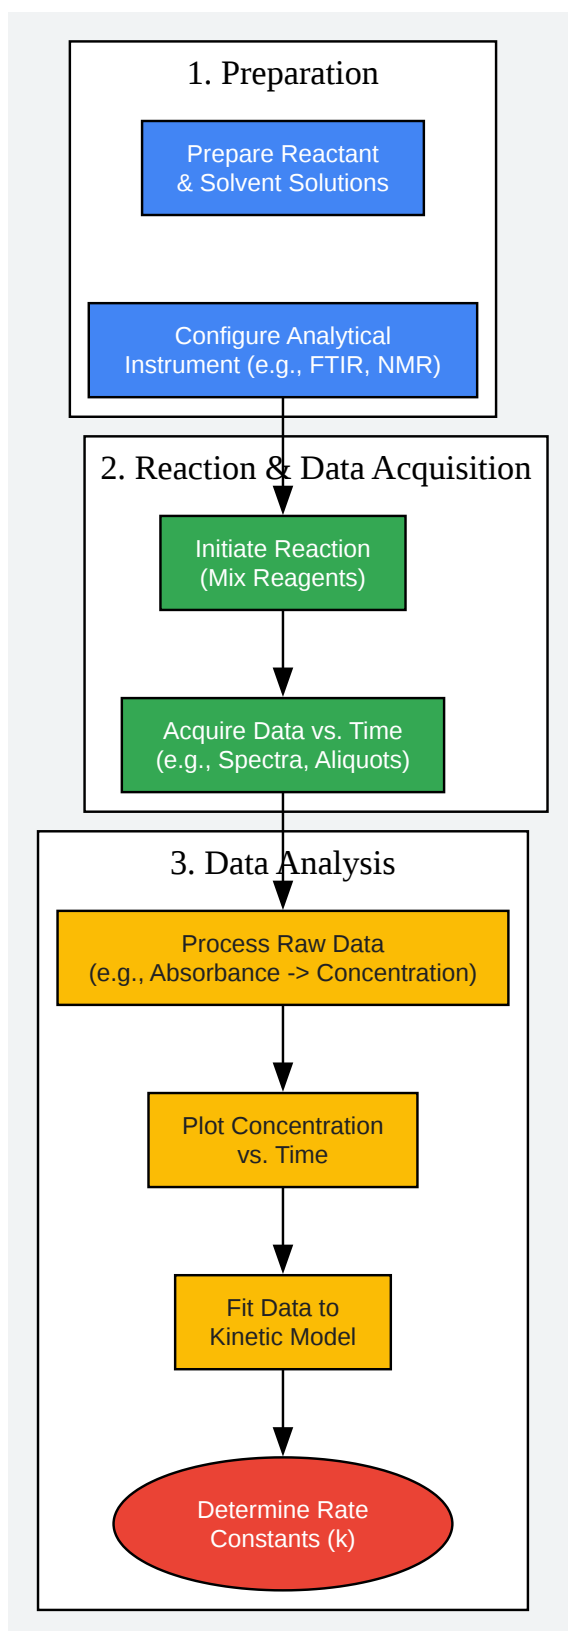 1. Preparation
Prepare Reactant
& Solvent Solutions
Configure Analytical
Instrument (e.g., FTIR, NMR)
2. Reaction & Data Acquisition
Initiate Reaction
(Mix Reagents)
Acquire Data vs. Time
(e.g., Spectra, Aliquots)
3. Data Analysis
Process Raw Data
(e.g., Absorbance -> Concentration)
Plot Concentration
vs. Time
Fit Data to
Kinetic Model
Determine Rate
Constants (k)